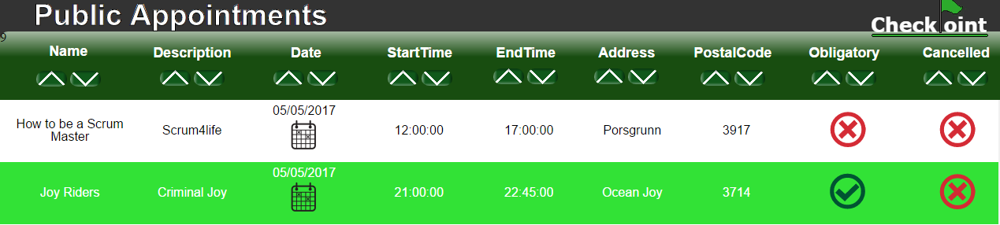 Public Appointments
Check oint
9
Name Description Date StartTime EndTime Address PostalCode Obligatory Cancelled
05/05/2017
How to be a Scrum
Master
Scrum4life 12:00:00 17:00:00 Porsgrunn 3917
05/05/2017
Joy Riders Criminal Joy 21:00:00 22:45:00 Ocean Joy 3714